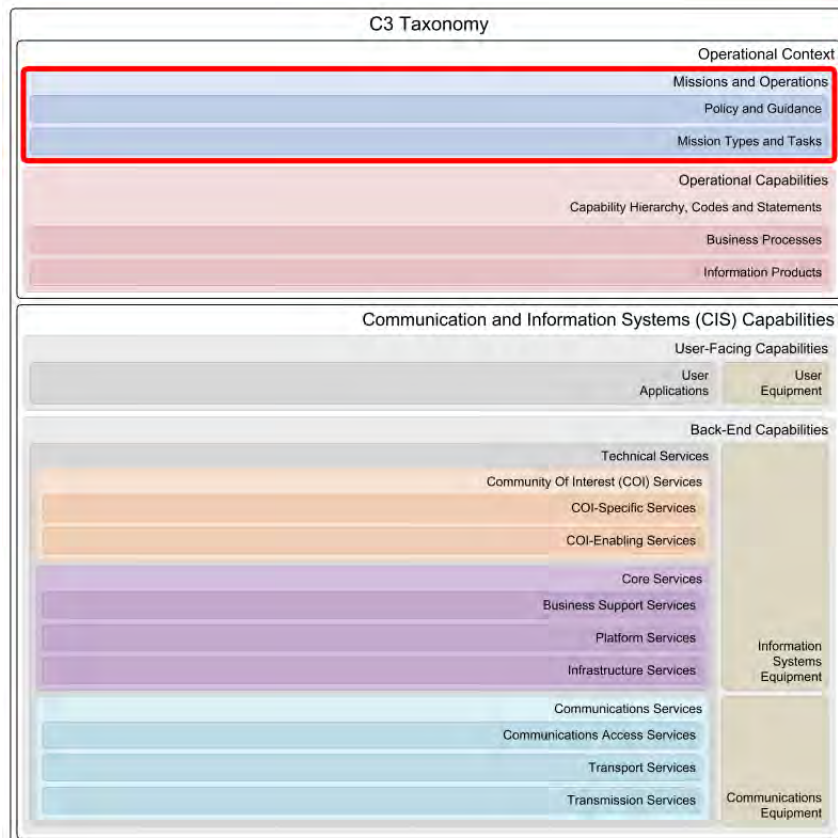 C3 Taxonomy
Operational Context
Missions and Operations
Policy and Guidance
Mission Types and Tasks
Operational Capabilities
Capability Hierarchy, Codes and Statements
Business Processes
Information Products
Communication and Information Systems (CIS) Capabilities
User-Facing Capabilities
User
Applications
User
Equipment
Back-End Capabilities
Technical Services
Community Of Interest (COI) Services
COI-Specific Services
COI-Enabling Services
Core Services
Business Support Services
Platform Services
Infrastructure Services
Information
Systems
Equipment
Communications Services
Communications Access Services
Transport Services
Transmission Services
Communications
Equipment